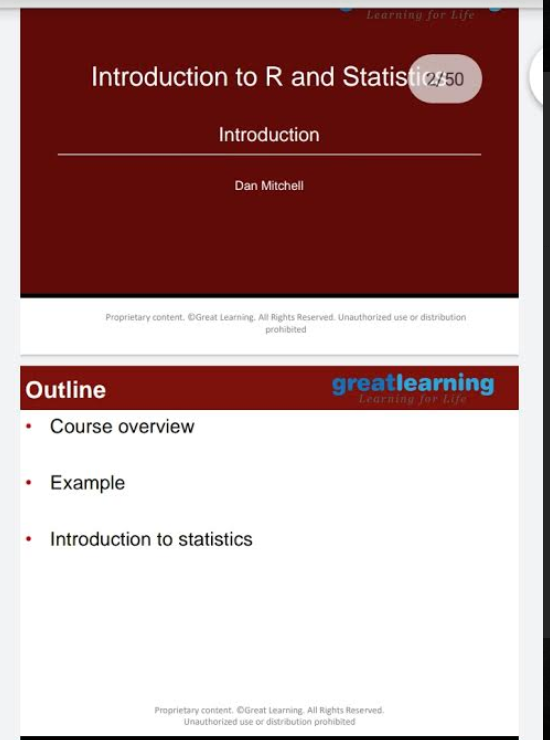 Learning for Life
Introduction to R and Statistics
2/50
Introduction
Dan Mitchell
Proprietary content. ©Great Learning. All Rights Reserved. Unauthorized use or distribution
prohibited
Outline
greatlearning
Learning for Life
• Course overview
• Example
• Introduction to statistics
Proprietary content. ©Great Learning. All Rights Reserved.
Unauthorized use or distribution prohibited